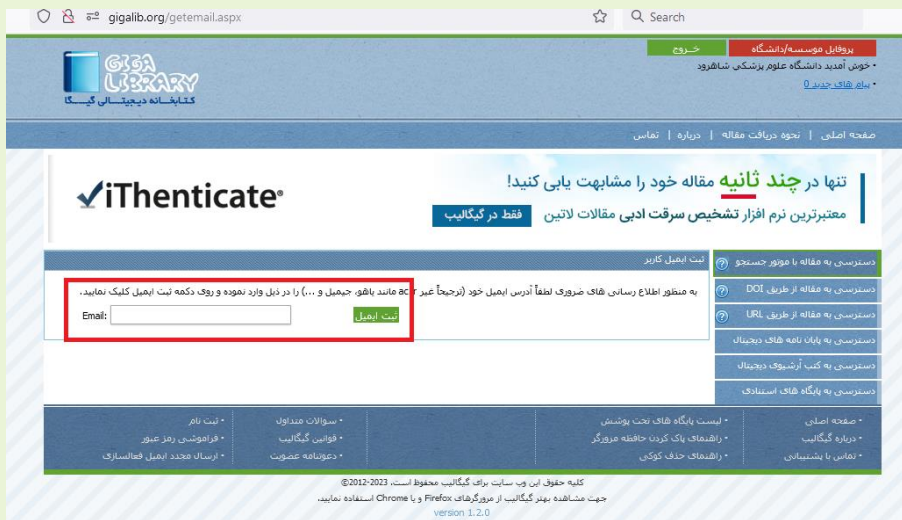 gigalib.org/getemail.aspx
Search
GIGA LIBRARY
کتابخانه دیجیتالی گیگا
پروفایل موسسه/دانشگاه
خروج
• خوش آمدید دانشگاه علوم پزشکی شاهرود
• پیام های جدید 0
صفحه اصلی | نحوه دریافت مقاله | درباره | تماس
iThenticate®
تنها در چند ثانیه مقاله خود را مشابهت یابی کنید!
معتبرترین نرم افزار تشخیص سرقت ادبی مقالات لاتین فقط در گیگالیب
دسترسی به مقاله با موتور جستجو
دسترسی به مقاله از طریق DOI
دسترسی به مقاله از طریق URL
دسترسی به پایان نامه های دیجیتال
دسترسی به کتب آرشیوی دیجیتال
دسترسی به پایگاه های استنادی
ثبت ایمیل کاربر
به منظور اطلاع رسانی های ضروری لطفاً آدرس ایمیل خود (ترجیحاً غیر ac.ir مانند یاهو، جیمیل و ...) را در ذیل وارد نموده و روی دکمه ثبت ایمیل کلیک نمایید.
Email:
ثبت ایمیل
• صفحه اصلی
• درباره گیگالیب
• تماس با پشتیبانی
• لیست پایگاه های تحت پوشش
• راهنمای پاک کردن حافظه مرورگر
• راهنمای حذف کوکی
• سوالات متداول
• قوانین گیگالیب
• دعوتنامه عضویت
• ثبت نام
• فراموشی رمز عبور
• ارسال مجدد ایمیل فعالسازی
کلیه حقوق این وب سایت برای گیگالیب محفوظ است، 2023-2012©
جهت مشاهده بهتر گیگالیب از مرورگرهای Firefox و یا Chrome استفاده نمایید.
version 1.2.0